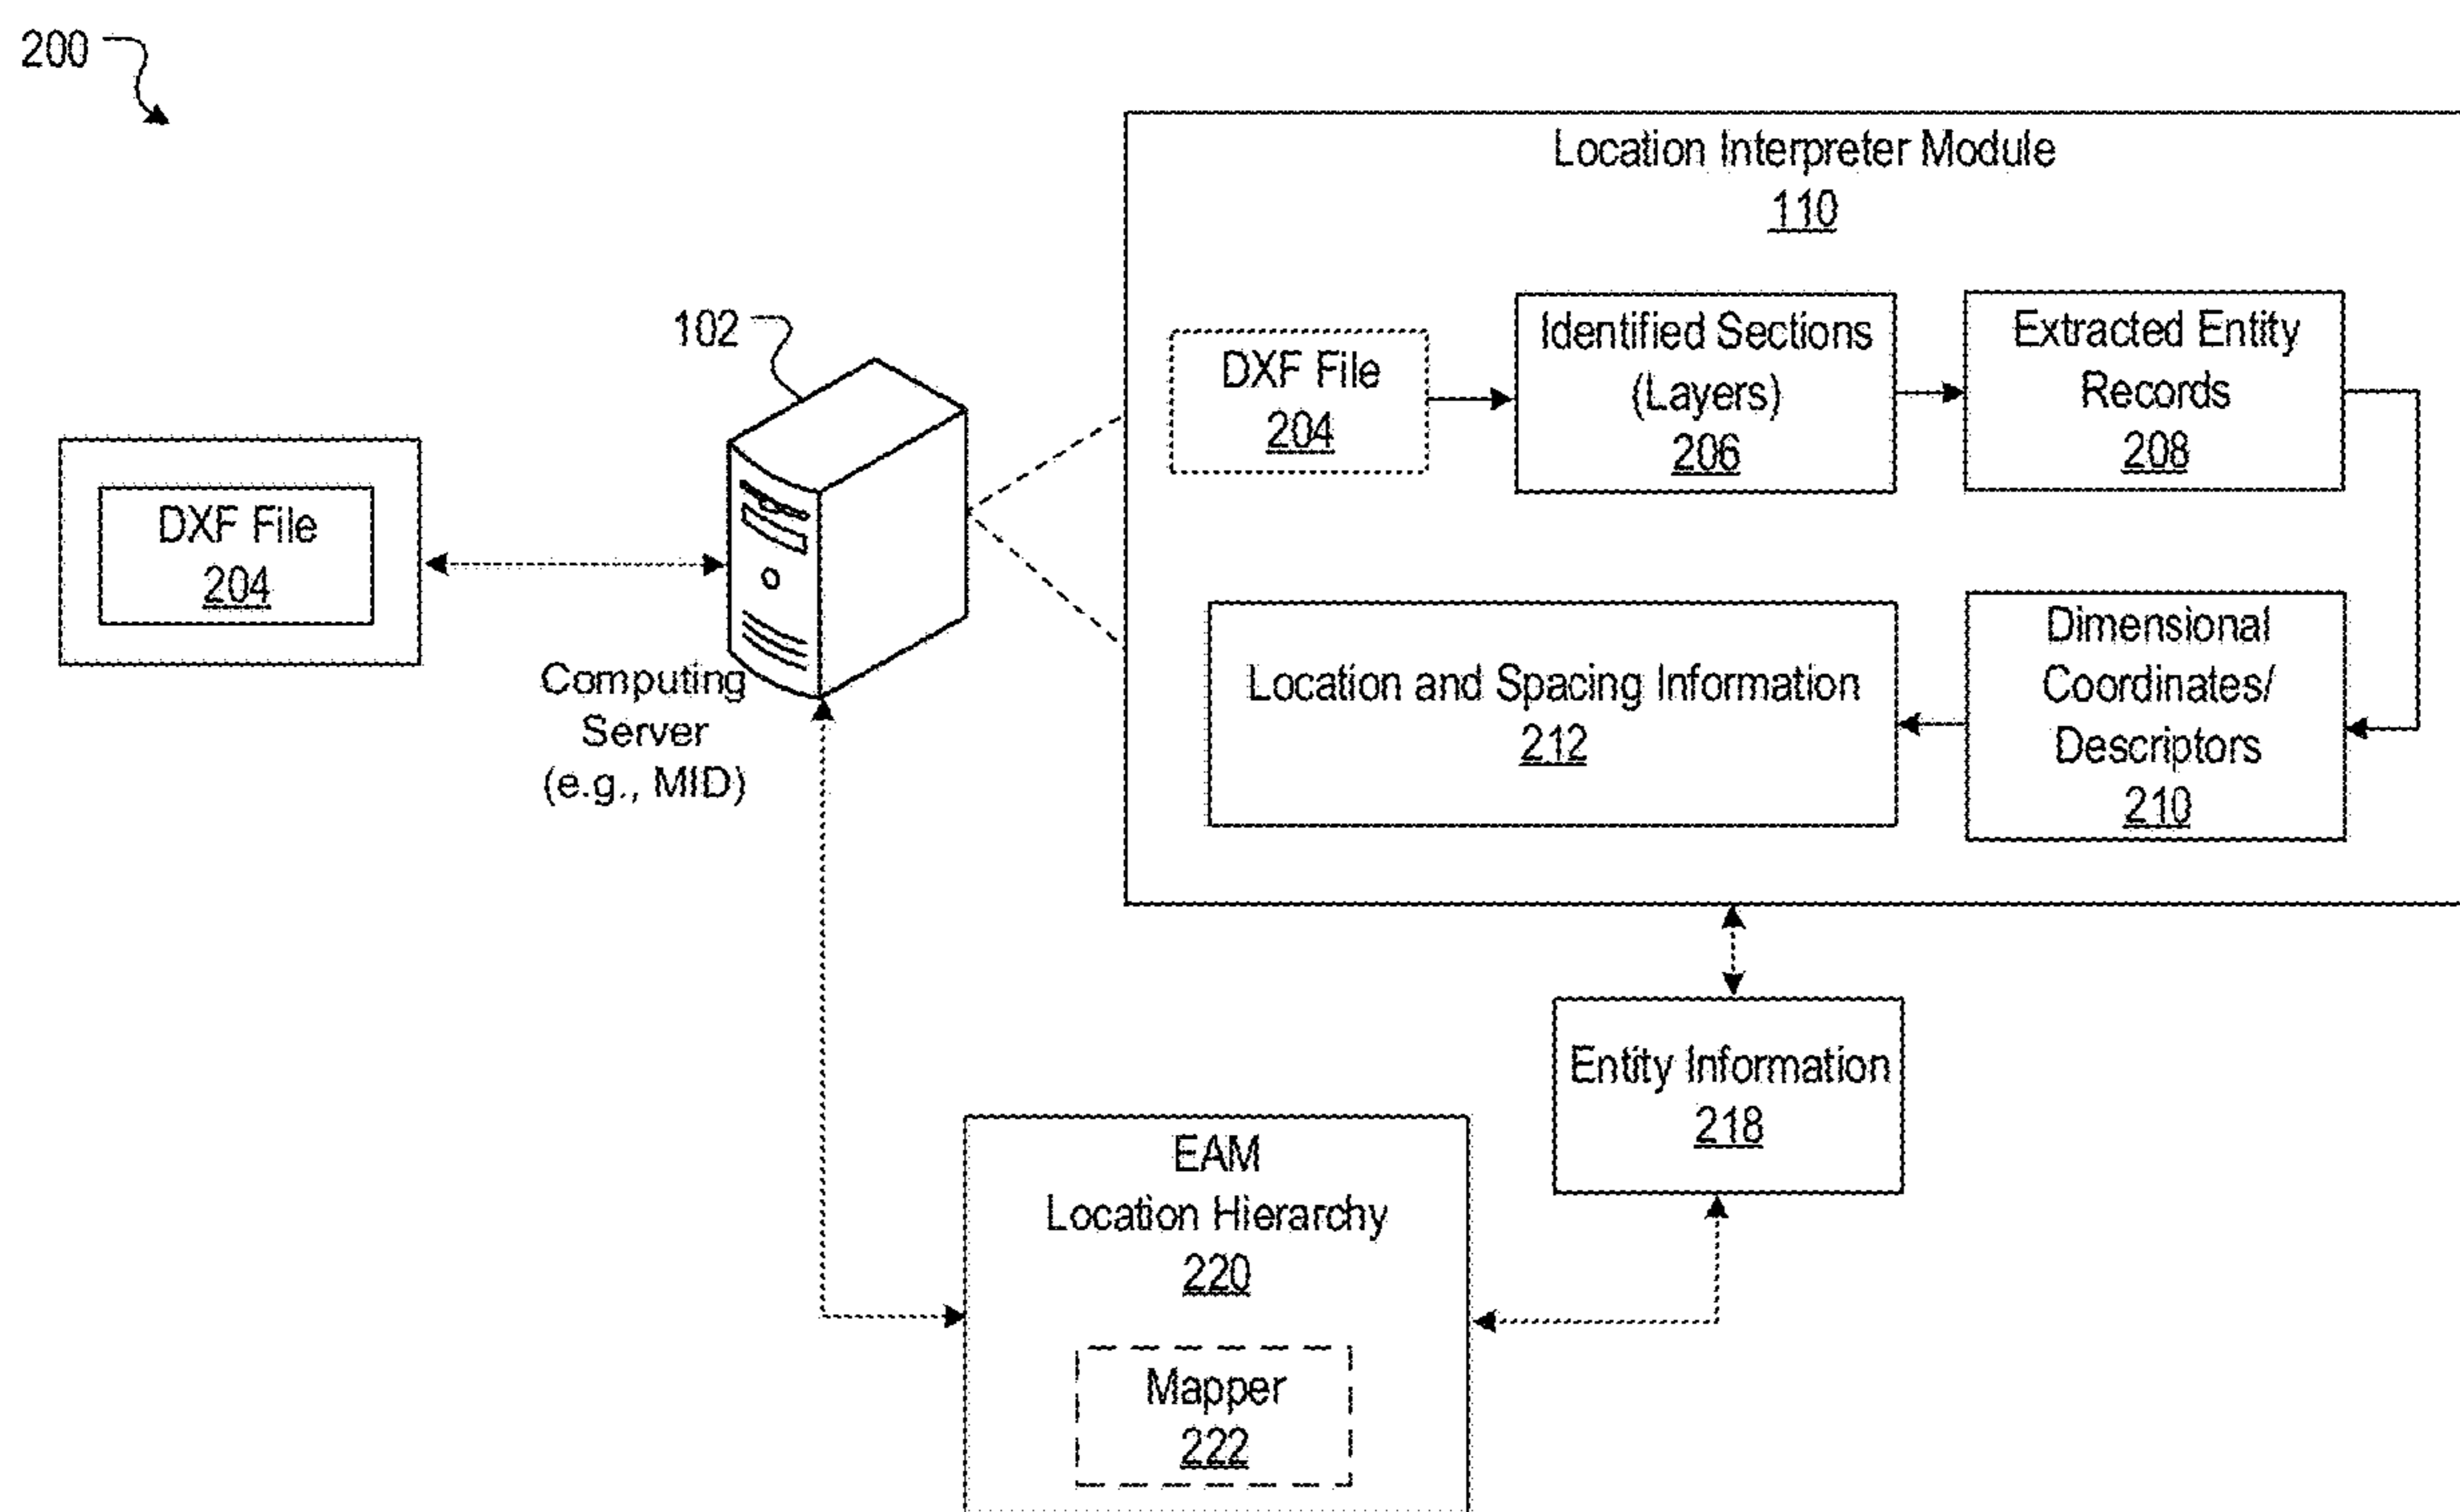 200
Location Interpreter Module
110
102
DXF File
204
Identified Sections
(Layers)
206
Extracted Entity
Records
208
DXF File
204
Computing
Server
(e.g., MID)
Location and Spacing Information
212
Dimensional
Coordinates/
Descriptors
210
Entity Information
218
EAM
Location Hierarchy
220
Mapper
222